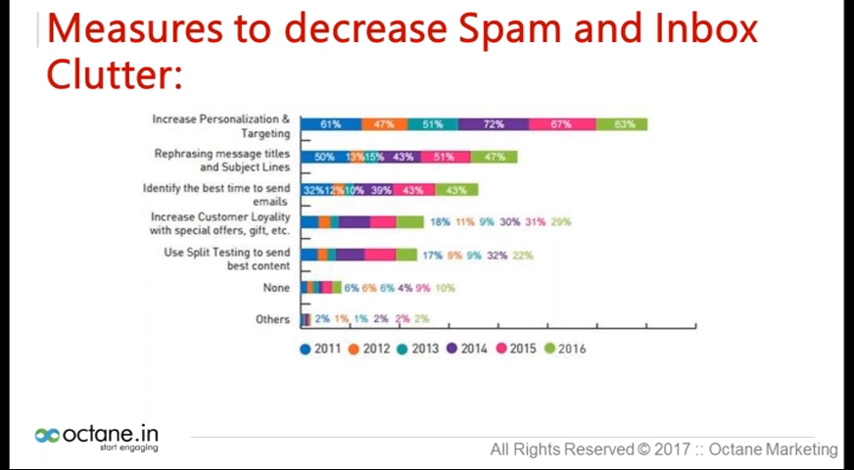 Measures to decrease Spam and Inbox
Clutter:
Increase Personalization &
Targeting
61% 47% 51% 72% 67% 63%
Rephrasing message titles
and Subject Lines
50% 13% 15% 43% 51% 47%
Identify the best time to send
emails
32% 12% 10% 39% 43% 43%
Increase Customer Loyality
with special offers, gift, etc.
18% 11% 9% 30% 31% 29%
Use Split Testing to send
best content
17% 9% 9% 32% 22%
None
6% 6% 6% 4% 9% 10%
Others
2% 1% 1% 2% 2% 2%
2011 2012 2013 2014 2015 2016
octane.in
start engaging
All Rights Reserved © 2017 :: Octane Marketing